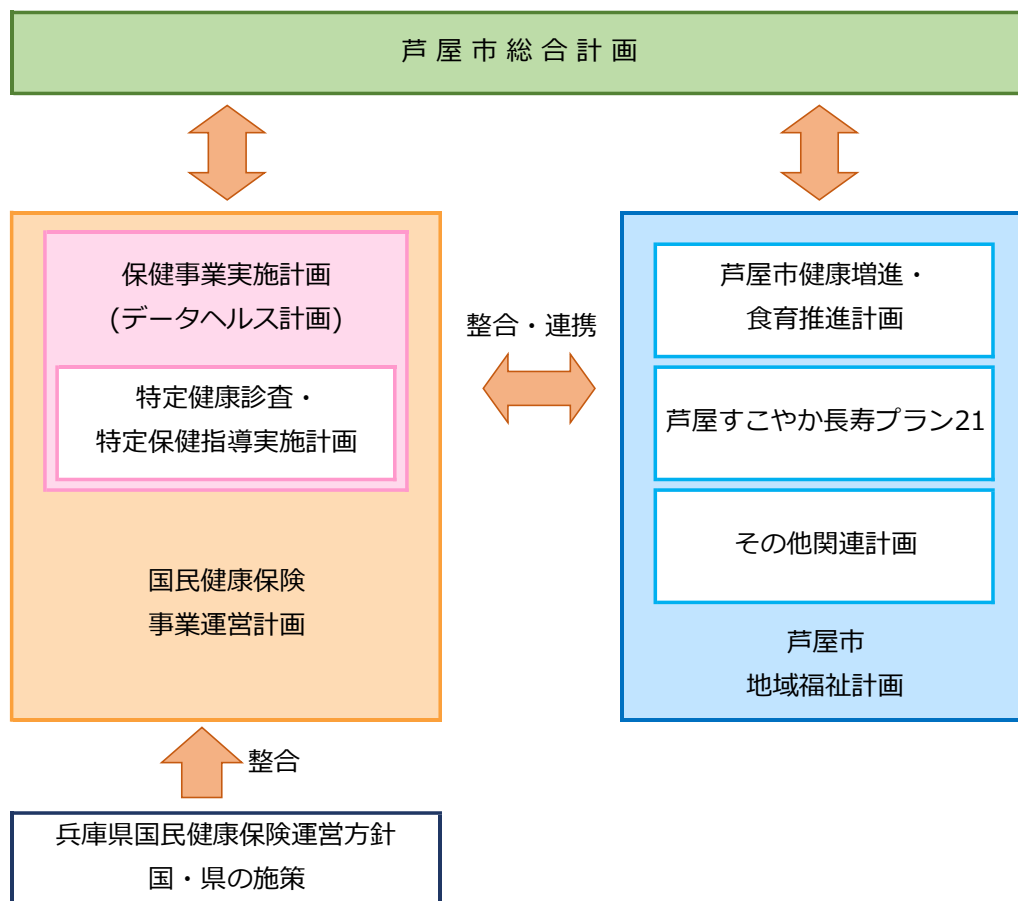 芦屋市総合計画
保健事業実施計画
(データヘルス計画)
特定健康診査・
特定保健指導実施計画
国民健康保険
事業運営計画
整合・連携
芦屋市健康増進・
食育推進計画
芦屋すこやか長寿プラン21
その他関連計画
芦屋市
地域福祉計画
整合
兵庫県国民健康保険運営方針
国・県の施策